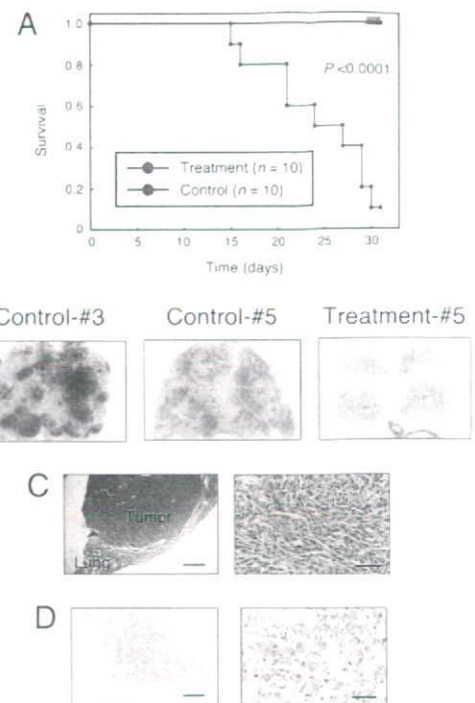 A
1.0
0.8
0.6
0.4
0.2
0
Survival
P<0.0001
Treatment (n = 10)
Control (n = 10)
0 5 10 15 20 25 30
Time (days)
Control-#3 Control-#5 Treatment-#5
C
Tumor
Lung
D